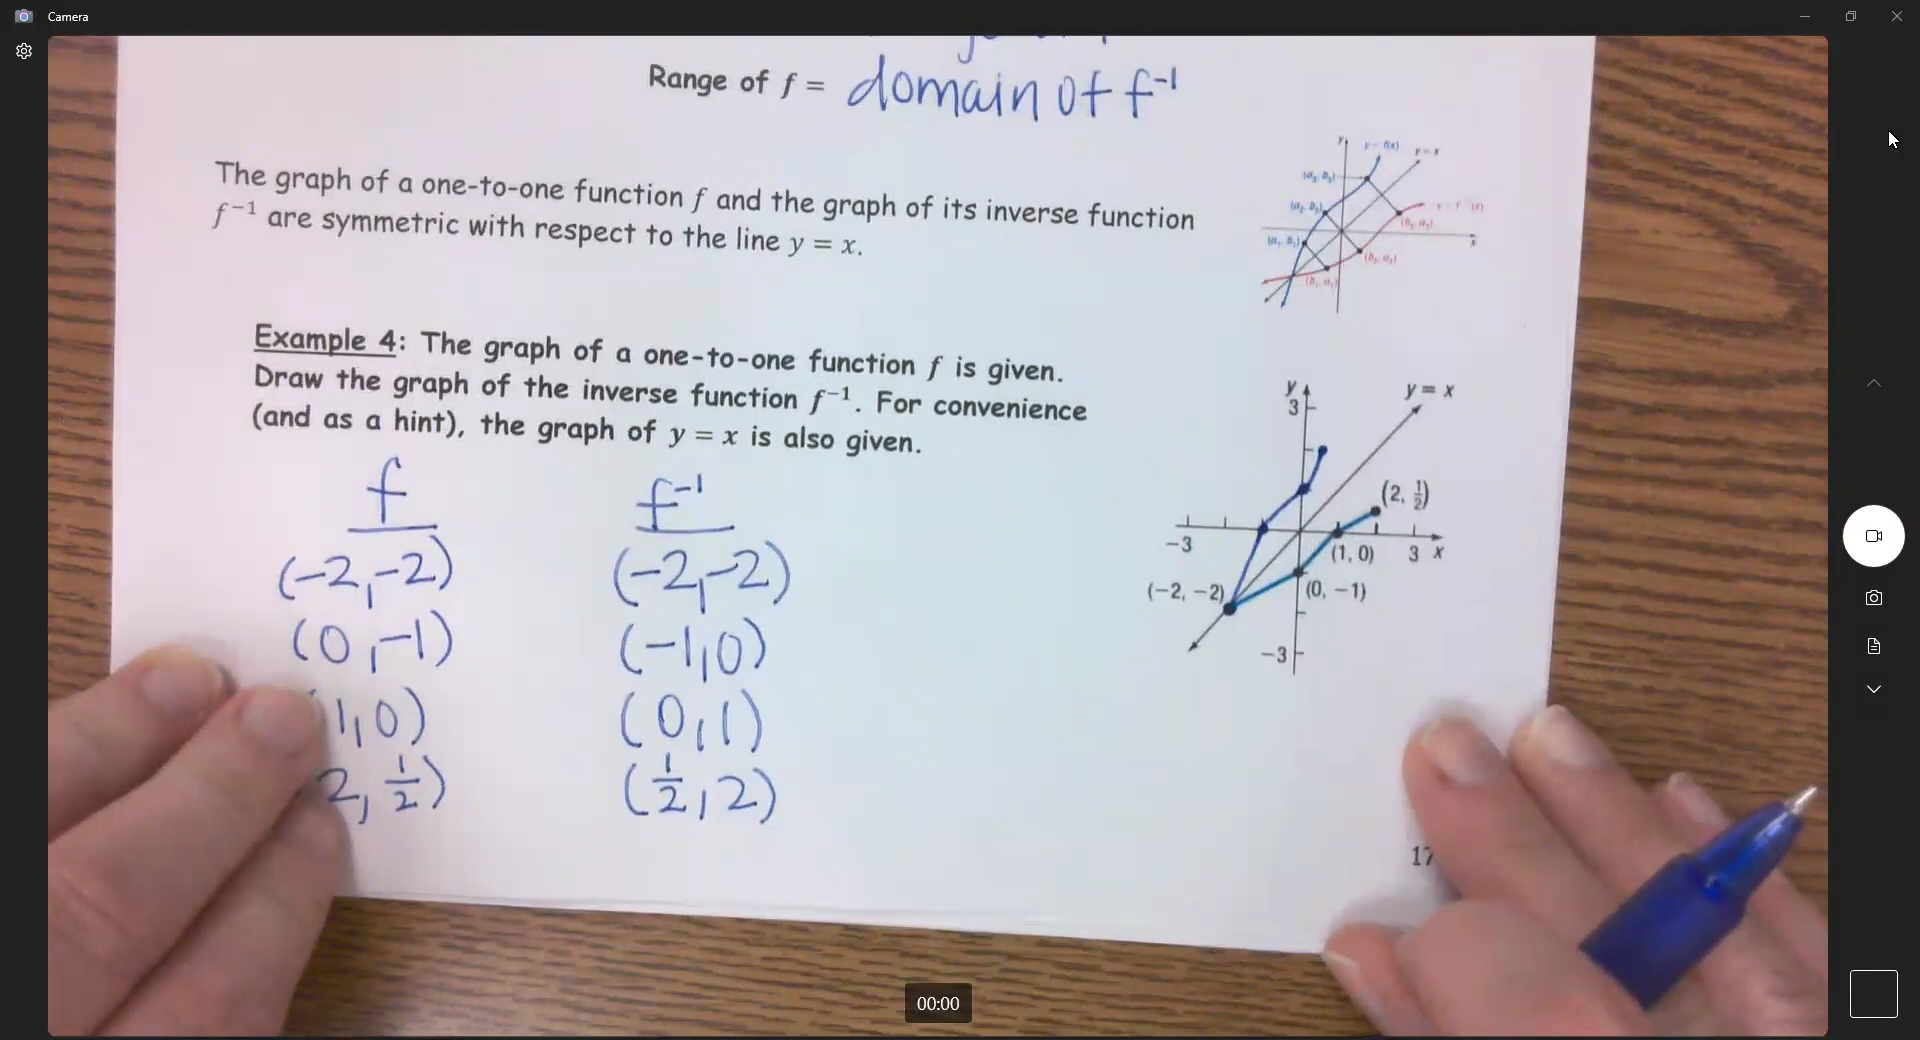 Camera
Range of f = domain of f⁻¹
The graph of a one-to-one function f and the graph of its inverse function
f⁻¹ are symmetric with respect to the line y = x.
y
y = f(x)
y = x
(a₁, b₁)
(b₁, a₁)
x
Example 4: The graph of a one-to-one function f is given.
Draw the graph of the inverse function f⁻¹. For convenience
(and as a hint), the graph of y = x is also given.
f
f⁻¹
(-2,-2)
(-2,-2)
(0,-1)
(-1,0)
1,0)
(0,1)
2, 1/2)
(1/2, 2)
y
3
y = x
(2, 1/2)
-3
(1, 0)
3 x
(-2, -2)
(0, -1)
-3
17
00:00